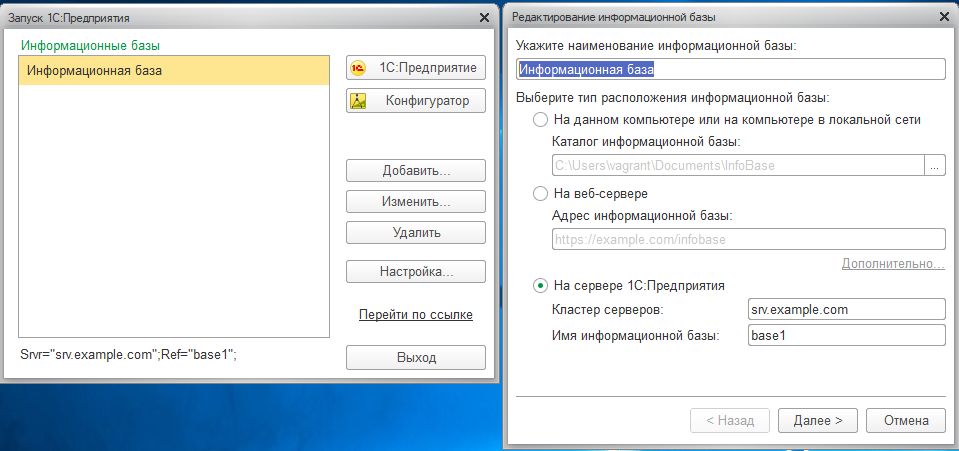 Запуск 1С:Предприятия
Информационные базы
Информационная база
1С:Предприятие
Конфигуратор
Добавить...
Изменить...
Удалить
Настройка...
Перейти по ссылке
Выход
Srvr="srv.example.com";Ref="base1";
Редактирование информационной базы
Укажите наименование информационной базы:
Информационная база
Выберите тип расположения информационной базы:
На данном компьютере или на компьютере в локальной сети
Каталог информационной базы:
C:\Users\vagrant\Documents\InfoBase
...
На веб-сервере
Адрес информационной базы:
https://example.com/infobase
Дополнительно...
На сервере 1С:Предприятия
Кластер серверов: srv.example.com
Имя информационной базы: base1
< Назад
Далее >
Отмена